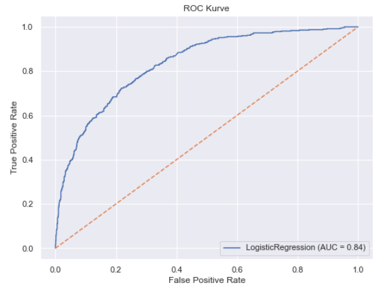 ROC Kurve
1.0
0.8
0.6
0.4
0.2
0.0
True Positive Rate
0.0 0.2 0.4 0.6 0.8 1.0
False Positive Rate
LogisticRegression (AUC = 0.84)